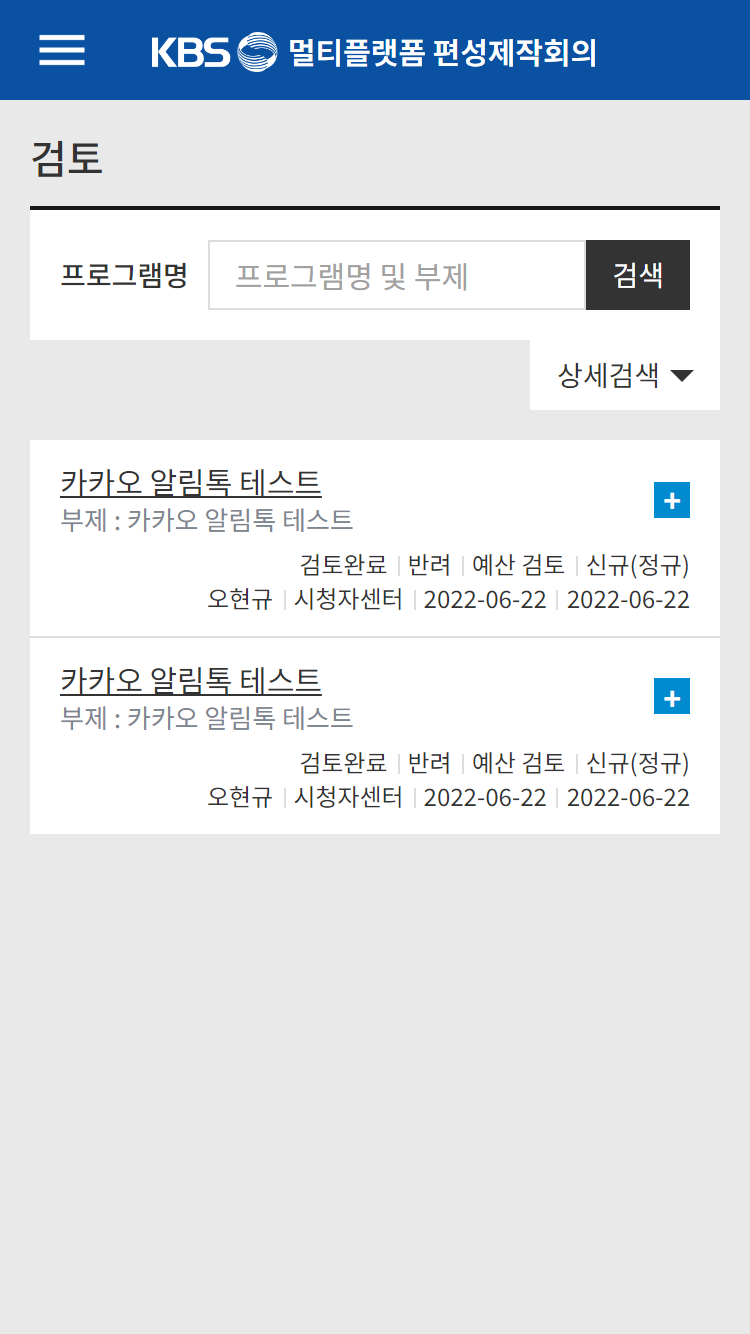 KBS 멀티플랫폼 편성제작회의
검토
프로그램명 프로그램명 및 부제 검색
상세검색
카카오 알림톡 테스트
부제 : 카카오 알림톡 테스트
검토완료 | 반려 | 예산 검토 | 신규(정규)
오현규 | 시청자센터 | 2022-06-22 | 2022-06-22
카카오 알림톡 테스트
부제 : 카카오 알림톡 테스트
검토완료 | 반려 | 예산 검토 | 신규(정규)
오현규 | 시청자센터 | 2022-06-22 | 2022-06-22